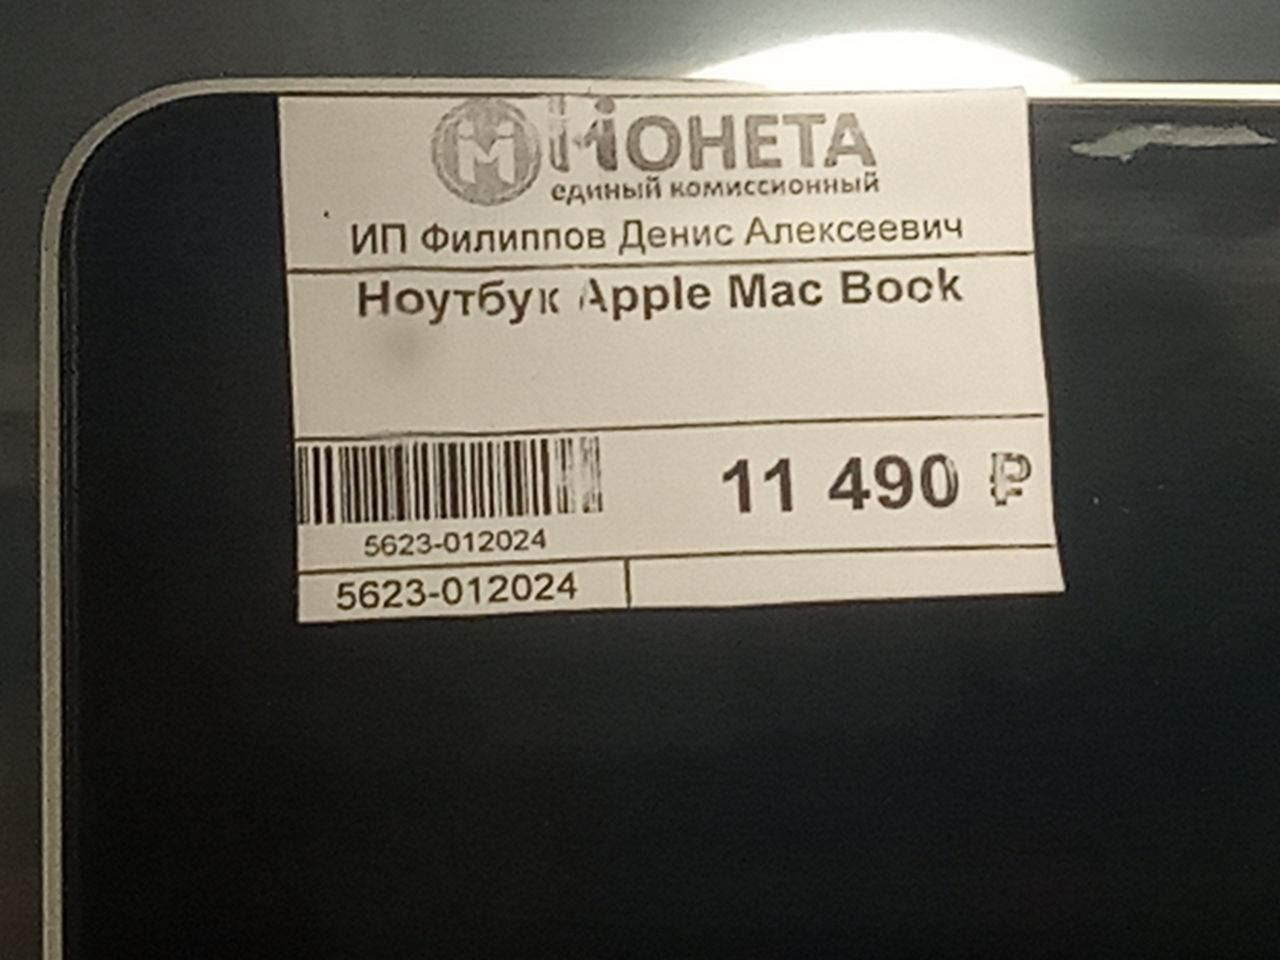 Монета
единый комиссионный
ИП Филиппов Денис Алексеевич
Ноутбук Apple Mac Book
11 490 ₽
5623-012024
5623-012024